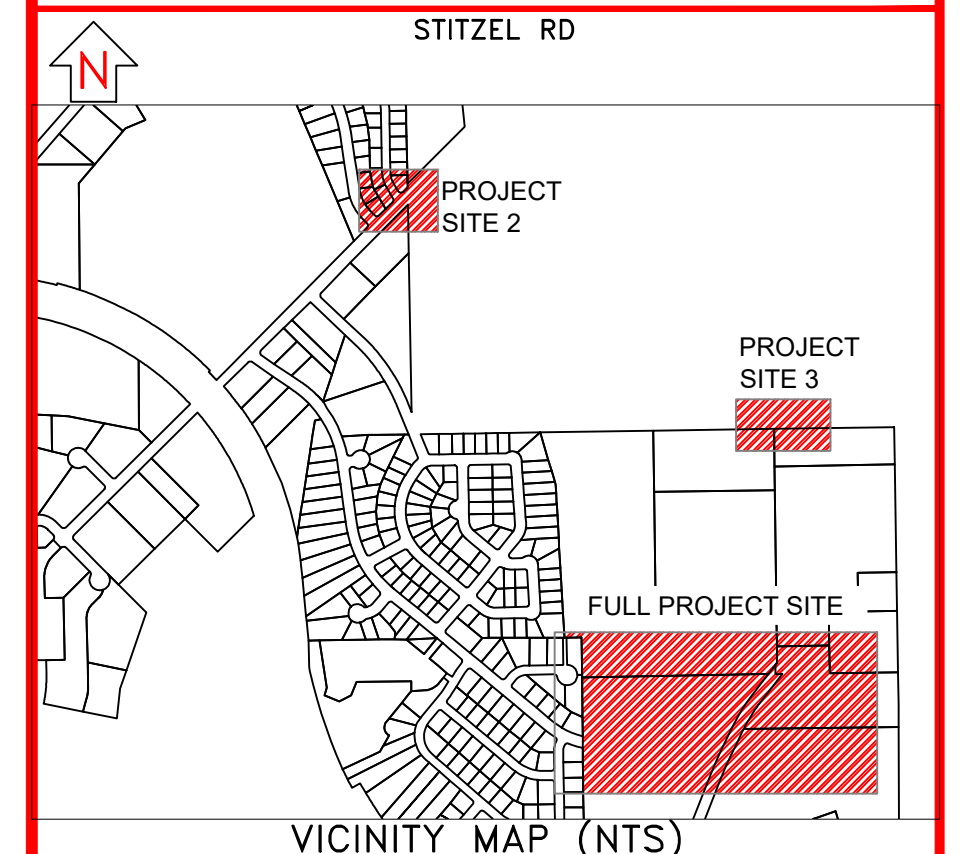 STITZEL RD
N
PROJECT
SITE 2
PROJECT
SITE 3
FULL PROJECT SITE
VICINITY MAP (NTS)